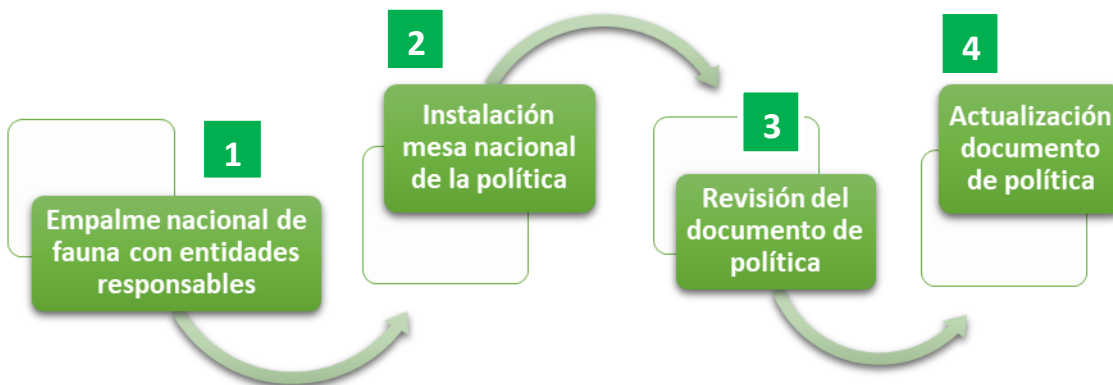 1
Empalme nacional de
fauna con entidades
responsables
2
Instalación
mesa nacional
de la política
3
Revisión del
documento de
política
4
Actualización
documento
de política